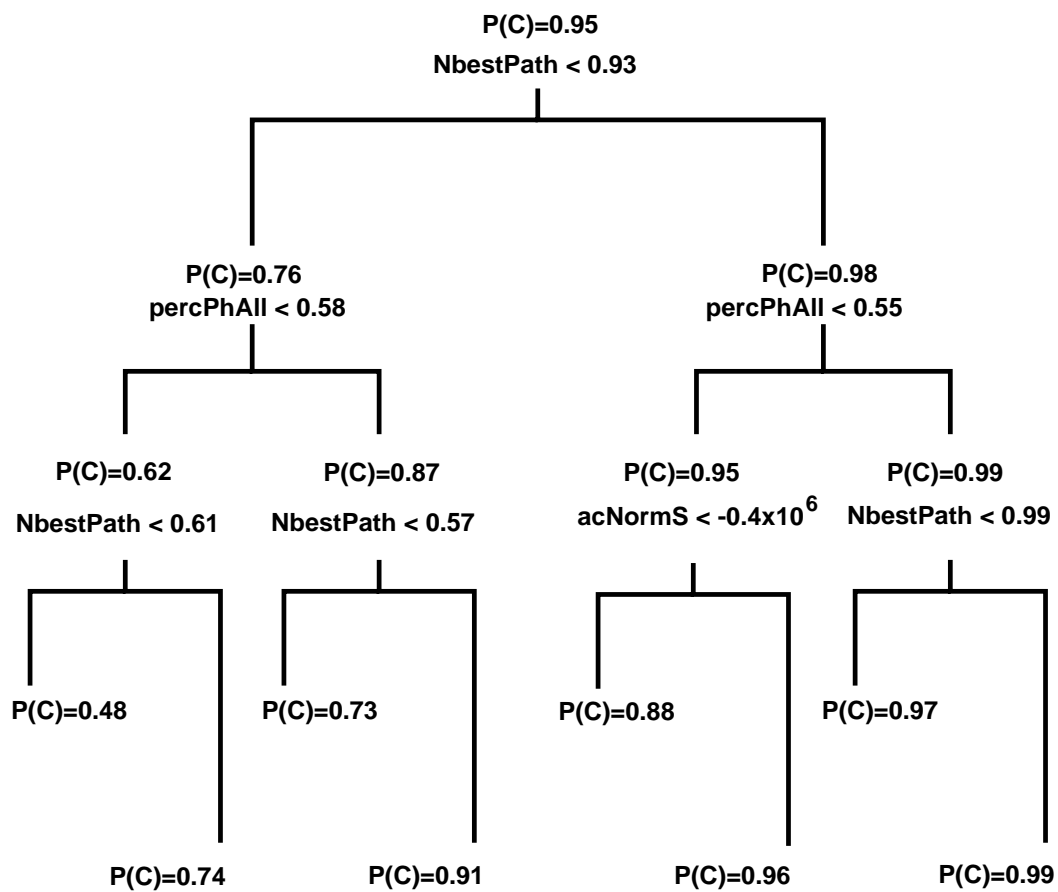 P(C)=0.95
NbestPath < 0.93
P(C)=0.76
percPhAll < 0.58
P(C)=0.98
percPhAll < 0.55
P(C)=0.62
NbestPath < 0.61
P(C)=0.87
NbestPath < 0.57
P(C)=0.95
acNormS < -0.4x10^6
P(C)=0.99
NbestPath < 0.99
P(C)=0.48
P(C)=0.73
P(C)=0.88
P(C)=0.97
P(C)=0.74
P(C)=0.91
P(C)=0.96
P(C)=0.99